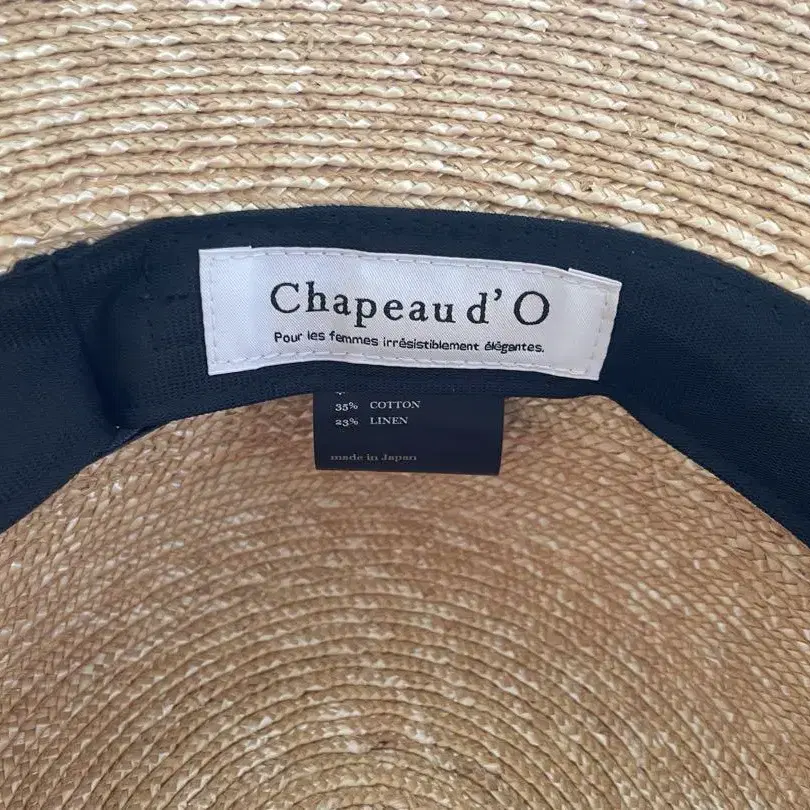 Chapeau d'O
Pour les femmes irrésistiblement élégantes.
35% COTTON
23% LINEN
made in Japan